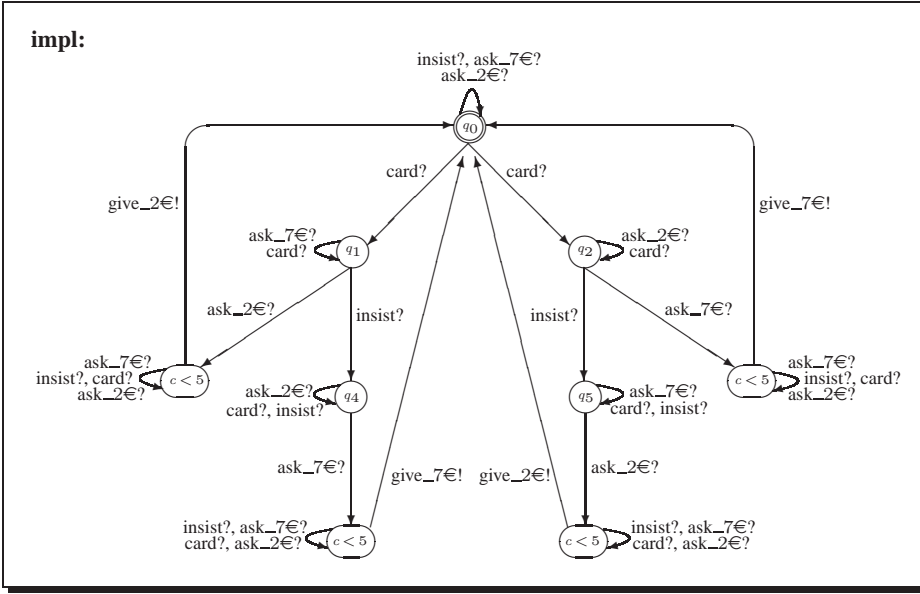 impl:
insist?, ask_7€?
ask_2€?
q0
card?
card?
give_2€!
give_7€!
ask_7€?
card?
q1
q2
ask_2€?
card?
ask_2€?
insist?
insist?
ask_7€?
ask_7€?
insist?, card?
ask_2€?
c < 5
ask_2€?
card?, insist?
q4
q5
ask_7€?
card?, insist?
c < 5
ask_7€?
insist?, card?
ask_2€?
ask_7€?
give_7€!
give_2€!
ask_2€?
insist?, ask_7€?
card?, ask_2€?
c < 5
c < 5
insist?, ask_7€?
card?, ask_2€?